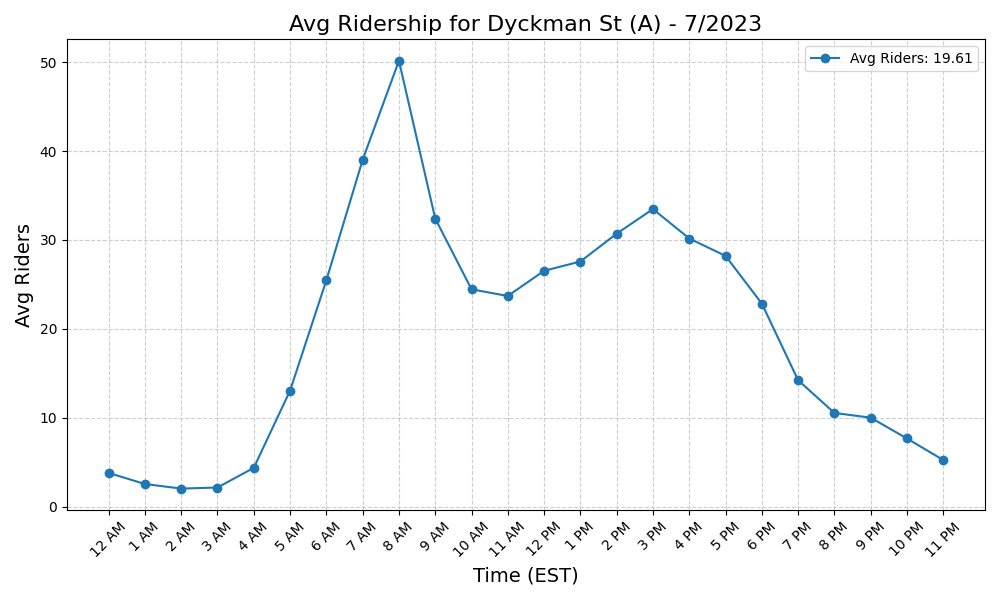 Avg Ridership for Dyckman St (A) - 7/2023
Avg Riders: 19.61
Avg Riders
50
40
30
20
10
0
12 AM
1 AM
2 AM
3 AM
4 AM
5 AM
6 AM
7 AM
8 AM
9 AM
10 AM
11 AM
12 PM
1 PM
2 PM
3 PM
4 PM
5 PM
6 PM
7 PM
8 PM
9 PM
10 PM
11 PM
Time (EST)